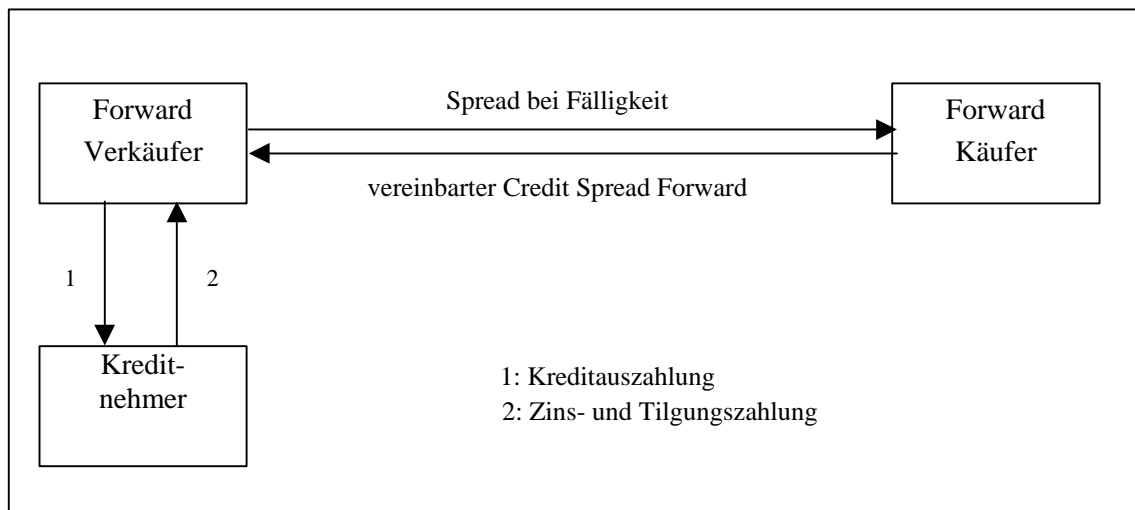 Forward
Verkäufer
Spread bei Fälligkeit
vereinbarter Credit Spread Forward
Forward
Käufer
1
2
Kredit-
nehmer
1: Kreditauszahlung
2: Zins- und Tilgungszahlung